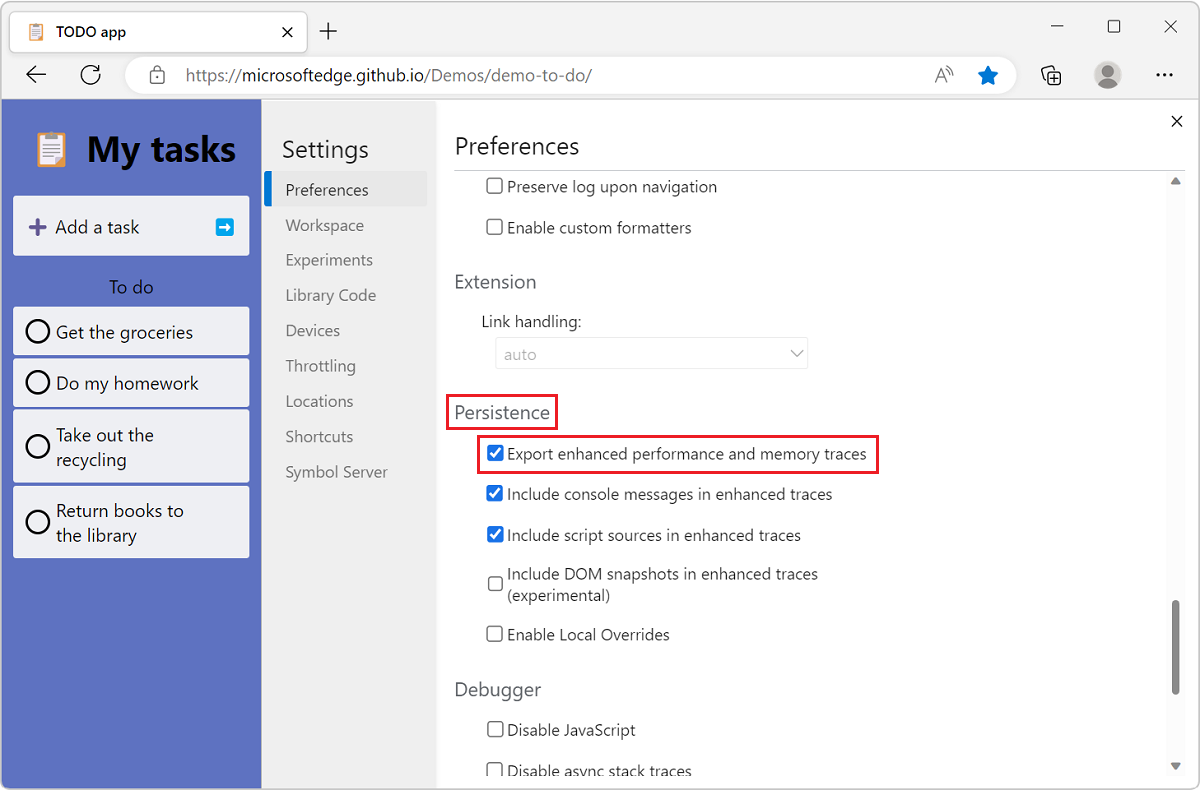 TODO app
https://microsoftedge.github.io/Demos/demo-to-do/
My tasks
Add a task
To do
Get the groceries
Do my homework
Take out the
recycling
Return books to
the library
Settings
Preferences
Workspace
Experiments
Library Code
Devices
Throttling
Locations
Shortcuts
Symbol Server
Preferences
Preserve log upon navigation
Enable custom formatters
Extension
Link handling:
auto
Persistence
Export enhanced performance and memory traces
Include console messages in enhanced traces
Include script sources in enhanced traces
Include DOM snapshots in enhanced traces
(experimental)
Enable Local Overrides
Debugger
Disable JavaScript
Disable async stack traces